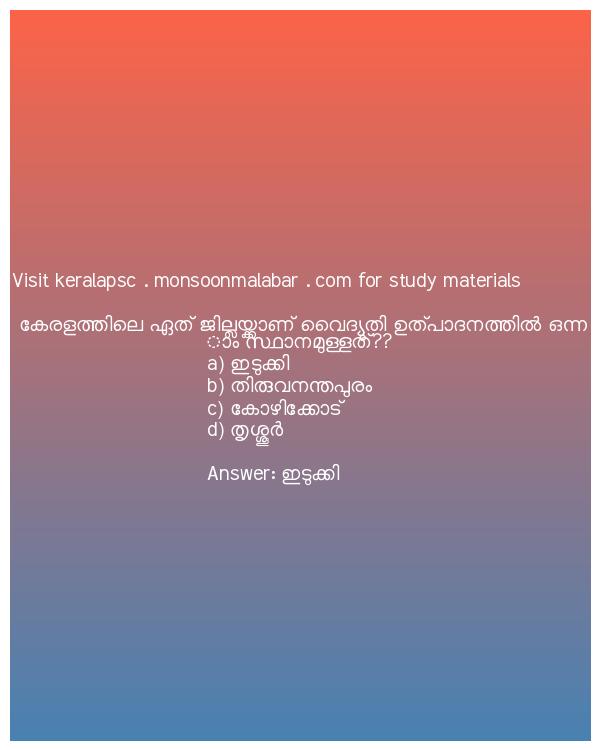 Visit keralapsc . monsoonmalabar . com for study materials
കേരളത്തിലെ ഏത് ജില്ലയ്ക്കാണ് വൈദ്യുതി ഉത്പാദനത്തിൽ ഒന്ന
ാം സ്ഥാനമുള്ളത്??
a) ഇടുക്കി
b) തിരുവനന്തപുരം
c) കോഴിക്കോട്
d) തൃശ്ശൂർ
Answer: ഇടുക്കി